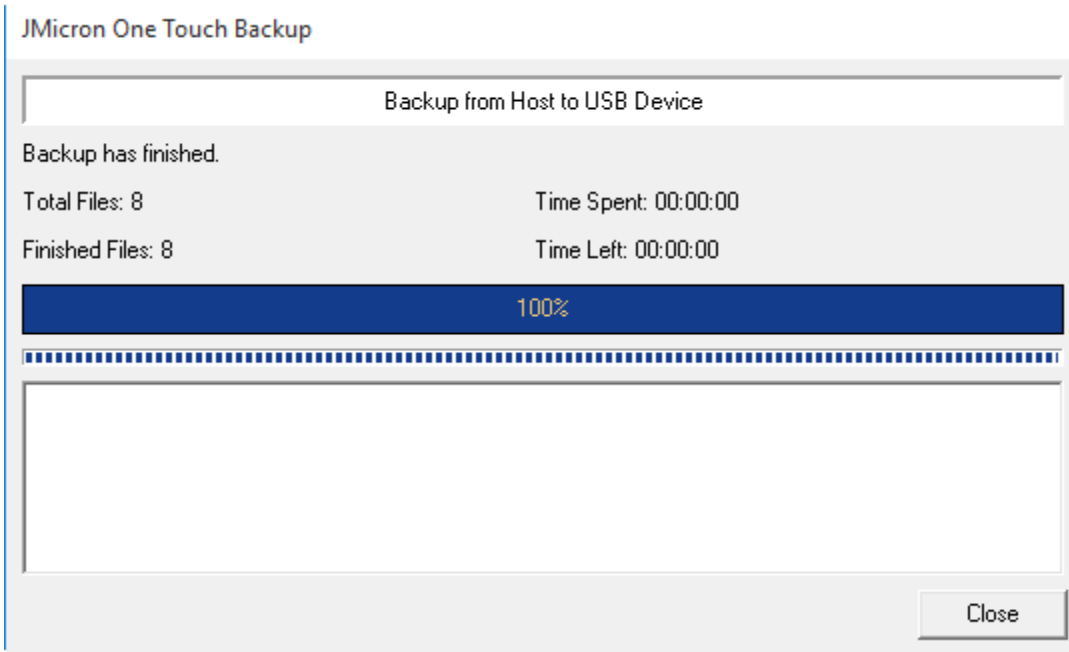 JMicron One Touch Backup
Backup from Host to USB Device
Backup has finished.
Total Files: 8
Time Spent: 00:00:00
Finished Files: 8
Time Left: 00:00:00
100%
Close